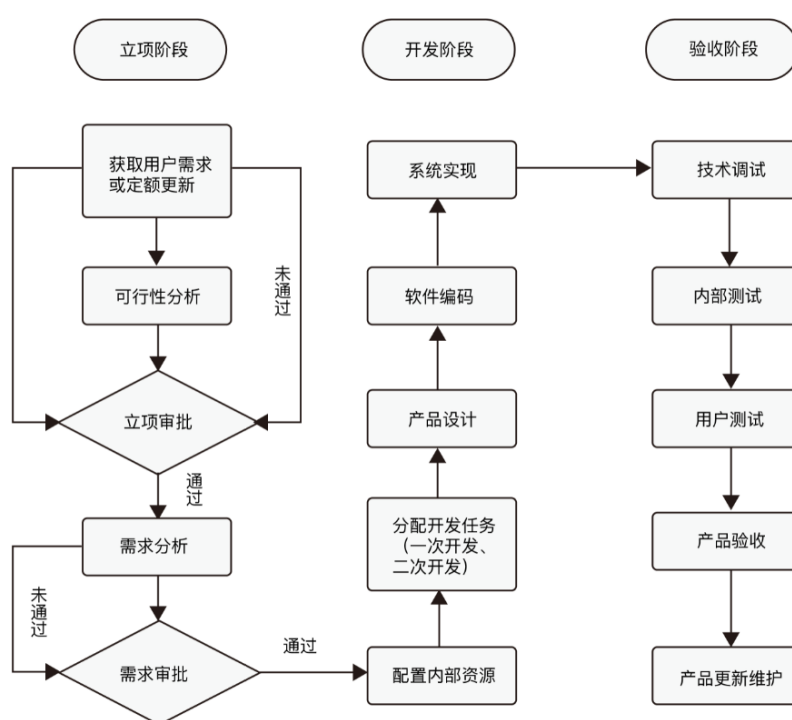 立项阶段
获取用户需求
或定额更新
可行性分析
未通过
立项审批
通过
需求分析
未通过
需求审批
通过
开发阶段
系统实现
软件编码
产品设计
分配开发任务
（一次开发、
二次开发）
配置内部资源
验收阶段
技术调试
内部测试
用户测试
产品验收
产品更新维护